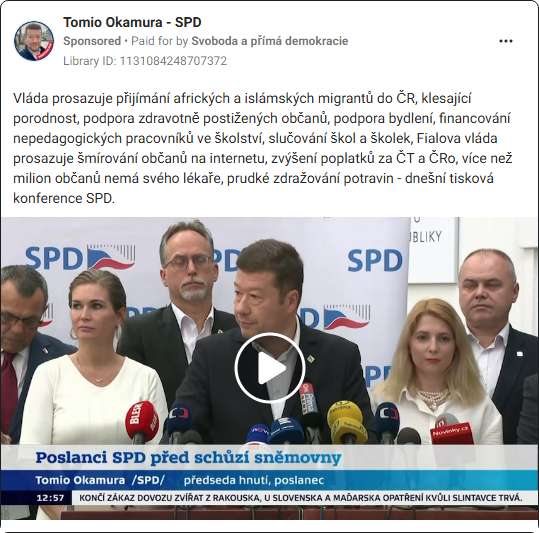 Tomio Okamura - SPD
Sponsored • Paid for by Svoboda a přímá demokracie
Library ID: 1131084248707372
Vláda prosazuje přijímání afrických a islámských migrantů do ČR, klesající
porodnost, podpora zdravotně postižených občanů, podpora bydlení, financování
nepedagogických pracovníků ve školství, slučování škol a školek, Fialova vláda
prosazuje šmírování občanů na internetu, zvýšení poplatků za ČT a ČRo, více než
milion občanů nemá svého lékaře, prudké zdražování potravin - dnešní tisková
konference SPD.
U
REPUBLIKY
SPD
SPD
SPD
SPD
BLESK
Novinky.cz
Poslanci SPD před schůzí sněmovny
Tomio Okamura /SPD/ předseda hnutí, poslanec
12:57 KONČÍ ZÁKAZ DOVOZU ZVÍŘAT Z RAKOUSKA, U SLOVENSKA A MAĎARSKA OPATŘENÍ KVŮLI SLINTAVCE TRVÁ.